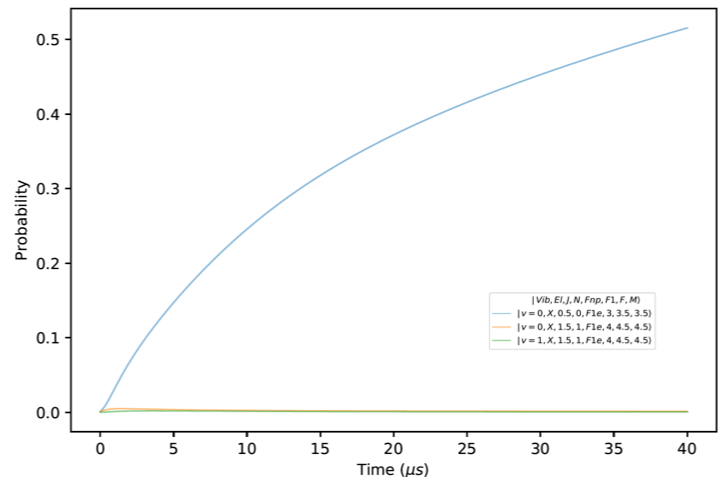 0.5
0.4
0.3
0.2
0.1
0.0
Probability
|Vib, El, J, N, Fnp, F1, F, M⟩
|v = 0, X, 0.5, 0, F1e, 3, 3.5, 3.5⟩
|v = 0, X, 1.5, 1, F1e, 4, 4.5, 4.5⟩
|v = 1, X, 1.5, 1, F1e, 4, 4.5, 4.5⟩
0 5 10 15 20 25 30 35 40
Time (μs)